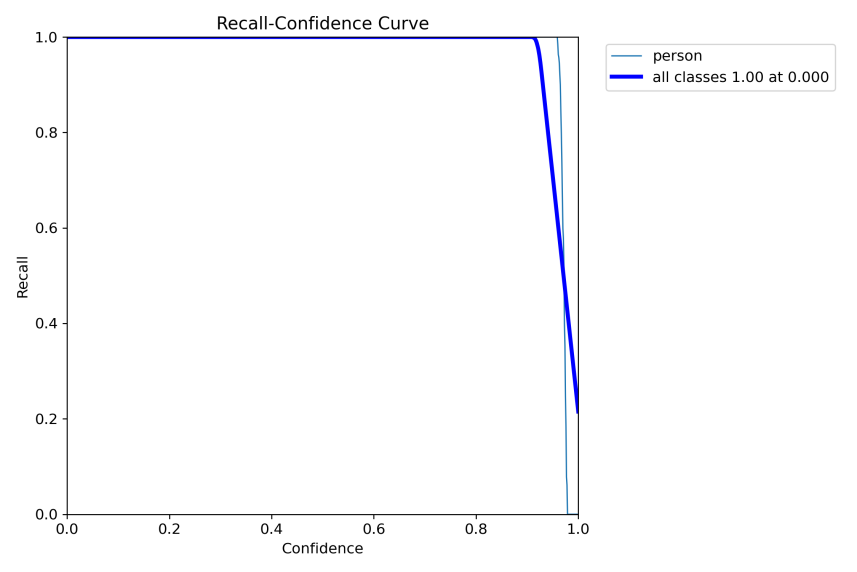 Recall-Confidence Curve
1.0
0.8
0.6
0.4
0.2
0.0
Recall
0.0 0.2 0.4 0.6 0.8 1.0
Confidence
person
all classes 1.00 at 0.000